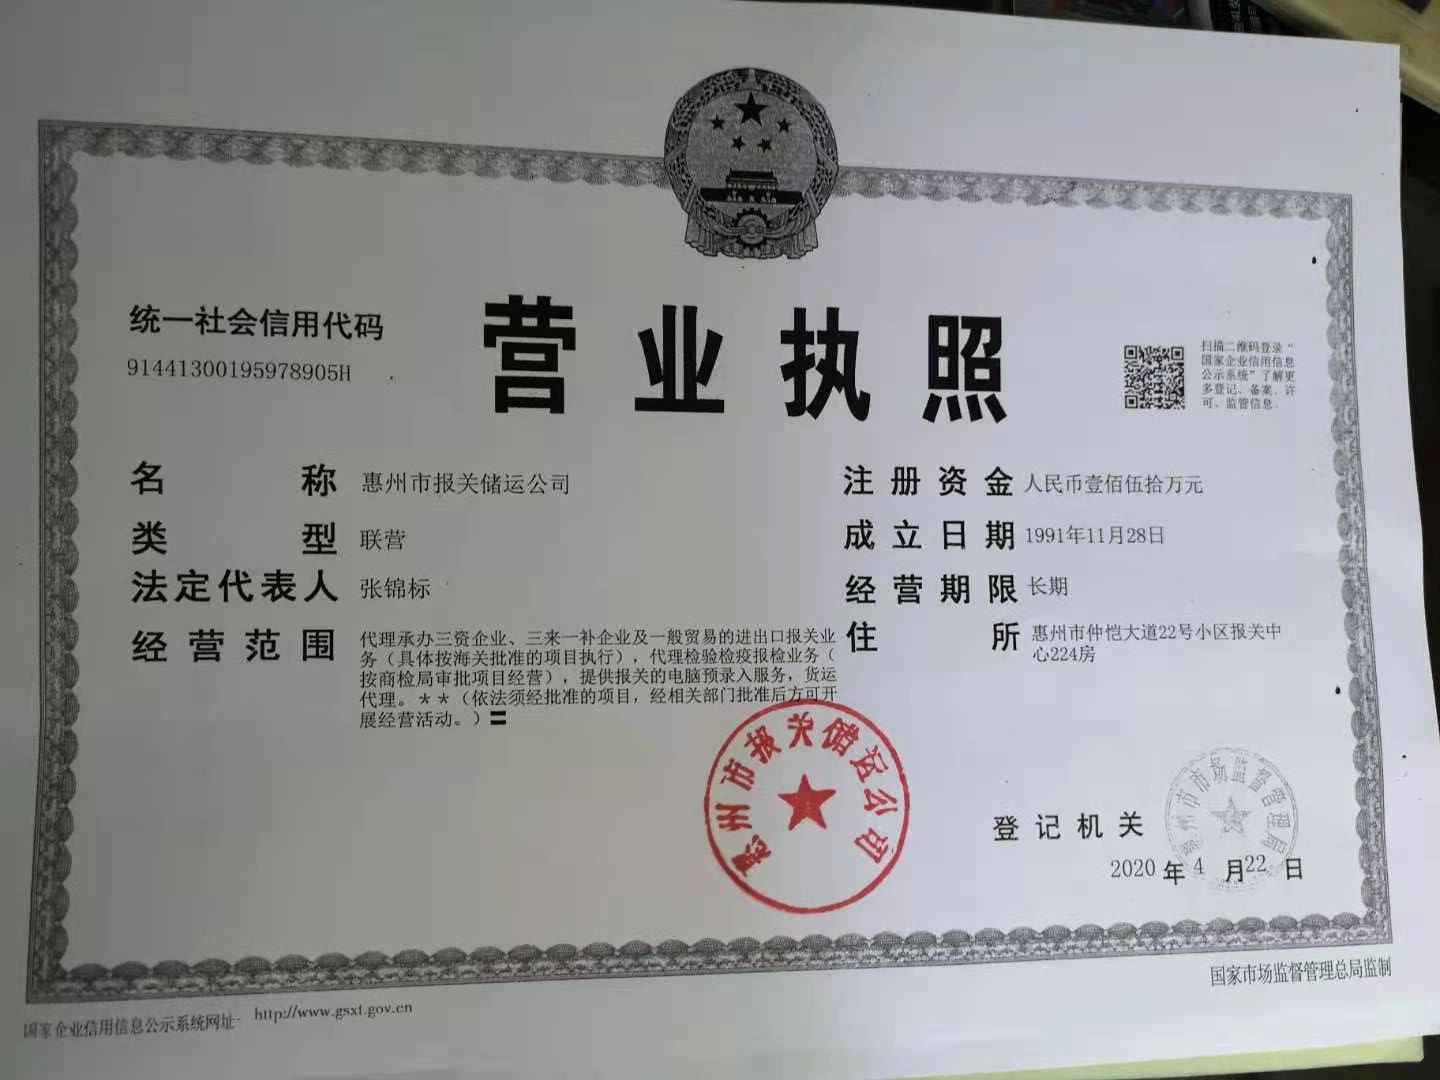 统一社会信用代码
91441300195978905H
营业执照
扫描二维码登录“
国家企业信用信息
公示系统”了解更
多登记、备案、许
可、监管信息.
名称 惠州市报关储运公司
类型 联营
法定代表人 张锦标
经营范围 代理承办三资企业、三来一补企业及一般贸易的进出口报关业
务（具体按海关批准的项目执行），代理检验检疫报检业务（
按商检局审批项目经营），提供报关的电脑预录入服务，货运
代理。＊＊（依法须经批准的项目，经相关部门批准后方可开
展经营活动。）〓
注册资金 人民币壹佰伍拾万元
成立日期 1991年11月28日
经营期限 长期
住所 惠州市仲恺大道22号小区报关中
心224房
惠州市报关储运公司
登记机关
惠州市市场监督管理局
2020年4月22日
国家企业信用信息公示系统网址: http://www.gsxt.gov.cn
国家市场监督管理总局监制